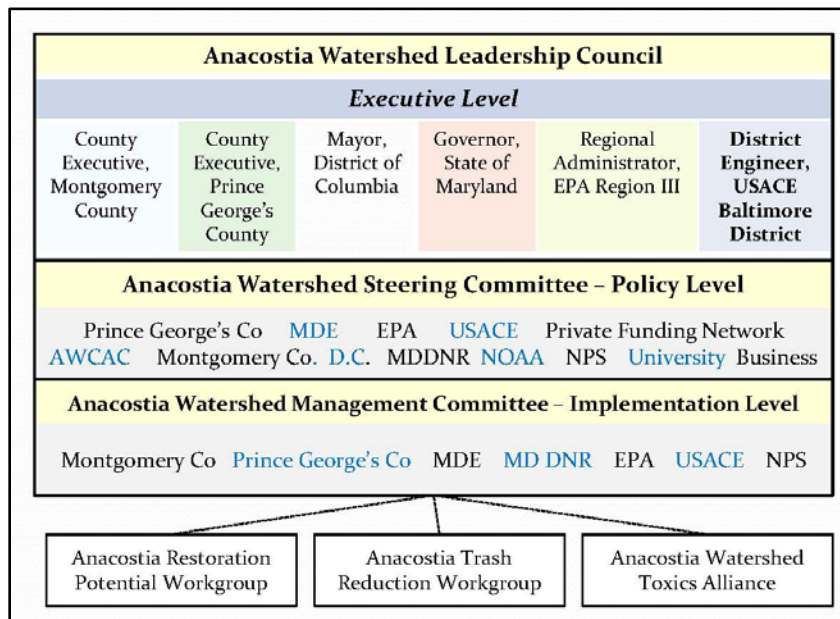 Anacostia Watershed Leadership Council
Executive Level
County
Executive,
Montgomery
County
County
Executive,
Prince
George's
County
Mayor,
District of
Columbia
Governor,
State of
Maryland
Regional
Administrator,
EPA Region III
District
Engineer,
USACE
Baltimore
District
Anacostia Watershed Steering Committee – Policy Level
Prince George's Co MDE EPA USACE Private Funding Network
AWCAC Montgomery Co. D.C. MDDNR NOAA NPS University Business
Anacostia Watershed Management Committee – Implementation Level
Montgomery Co Prince George's Co MDE MD DNR EPA USACE NPS
Anacostia Restoration
Potential Workgroup
Anacostia Trash
Reduction Workgroup
Anacostia Watershed
Toxics Alliance